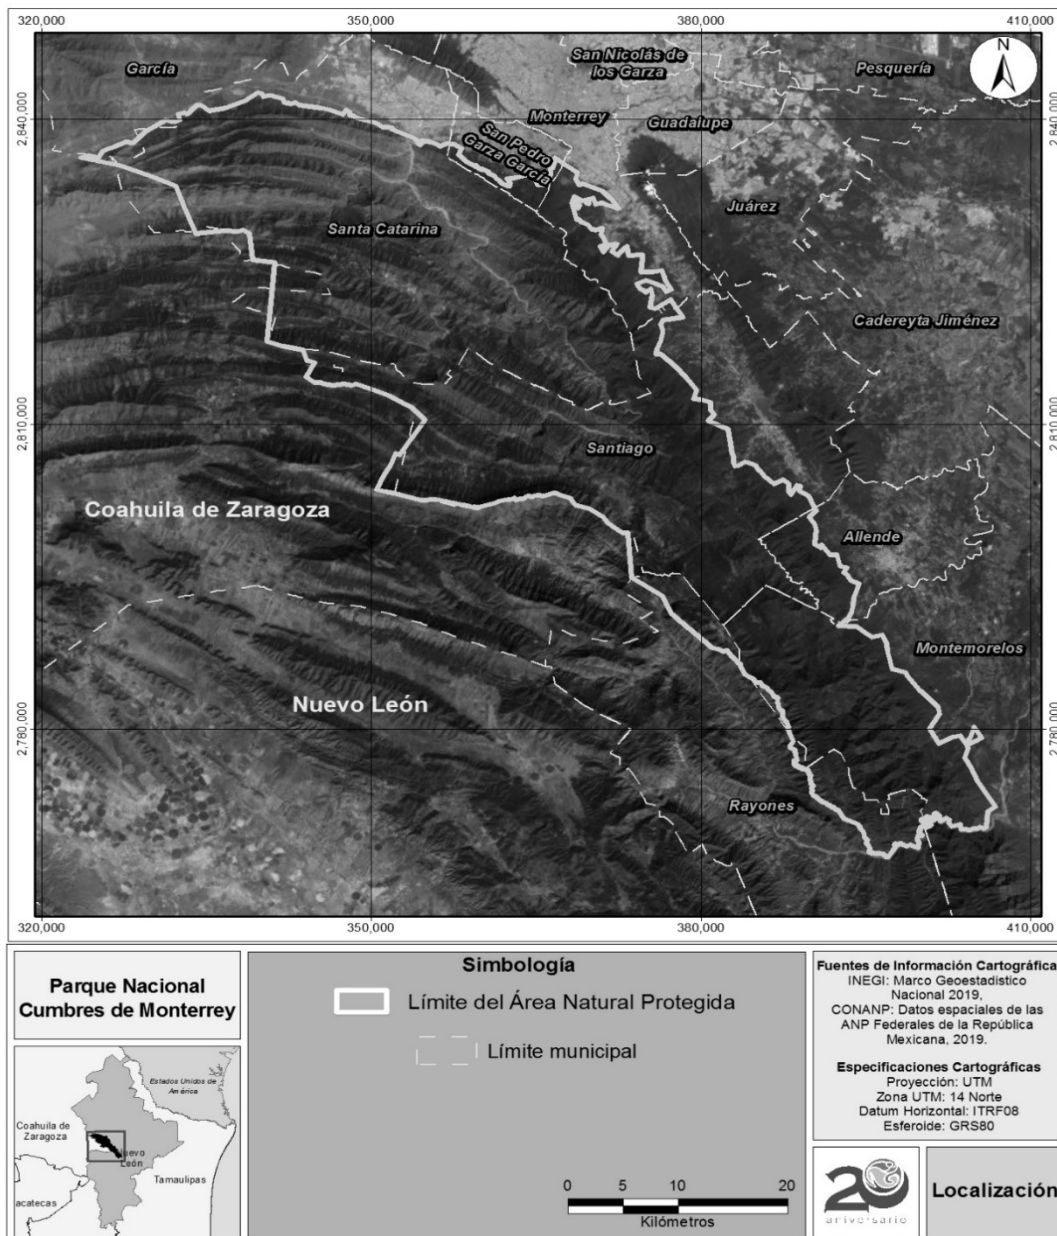 320,000 350,000 380,000 410,000
N
García
San Nicolás de
los Garza
Pesquería
2,840,000
2,840,000
Monterrey
Guadalupe
San Pedro
Garza García
Juárez
Santa Catarina
Cadereyta Jiménez
2,810,000
2,810,000
Santiago
Coahuila de Zaragoza
Allende
Montemorelos
Nuevo León
2,780,000
2,780,000
Rayones
320,000 350,000 380,000 410,000
Parque Nacional
Cumbres de Monterrey
Estados Unidos de
América
Coahuila de
Zaragoza
Nuevo
León
Tamaulipas
acatecas
Simbología
Límite del Área Natural Protegida
Límite municipal
0 5 10 20
Kilómetros
Fuentes de Información Cartográfica
INEGI: Marco Geoestadistico
Nacional 2019,
CONANP: Datos espaciales de las
ANP Federales de la República
Mexicana, 2019.
Especificaciones Cartográficas
Proyección: UTM
Zona UTM: 14 Norte
Datum Horizontal: ITRF08
Esferoide: GRS80
20
aniversario
Localización